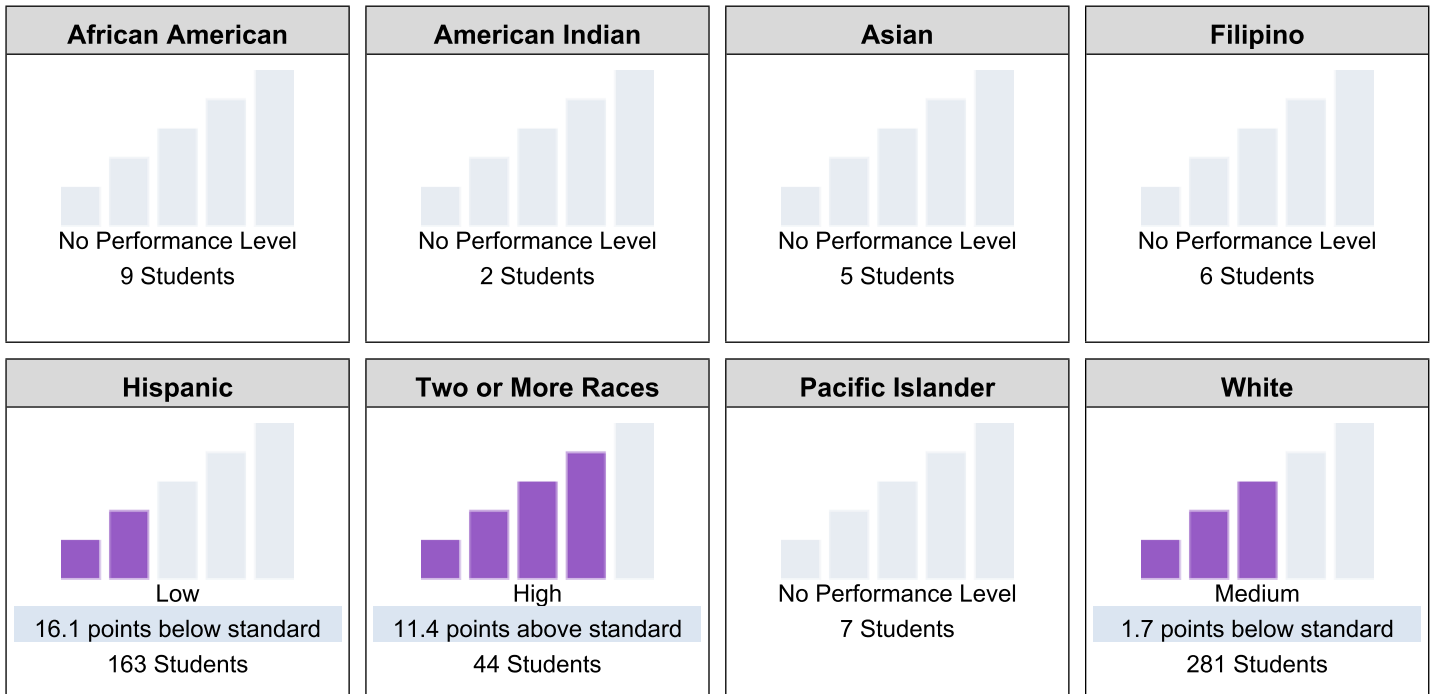 African American
No Performance Level
9 Students
American Indian
No Performance Level
2 Students
Asian
No Performance Level
5 Students
Filipino
No Performance Level
6 Students
Hispanic
Low
16.1 points below standard
163 Students
Two or More Races
High
11.4 points above standard
44 Students
Pacific Islander
No Performance Level
7 Students
White
Medium
1.7 points below standard
281 Students